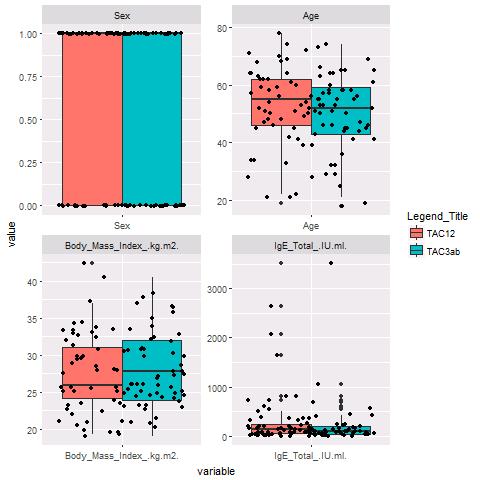 Sex
Age
1.00
0.75
0.50
0.25
0.00
80
60
40
20
Sex
Age
value
Legend_Title
TAC12
TAC3ab
Body_Mass_Index_.kg.m2.
IgE_Total_.IU.ml.
40
35
30
25
20
3000
2000
1000
0
Body_Mass_Index_.kg.m2.
IgE_Total_.IU.ml.
variable